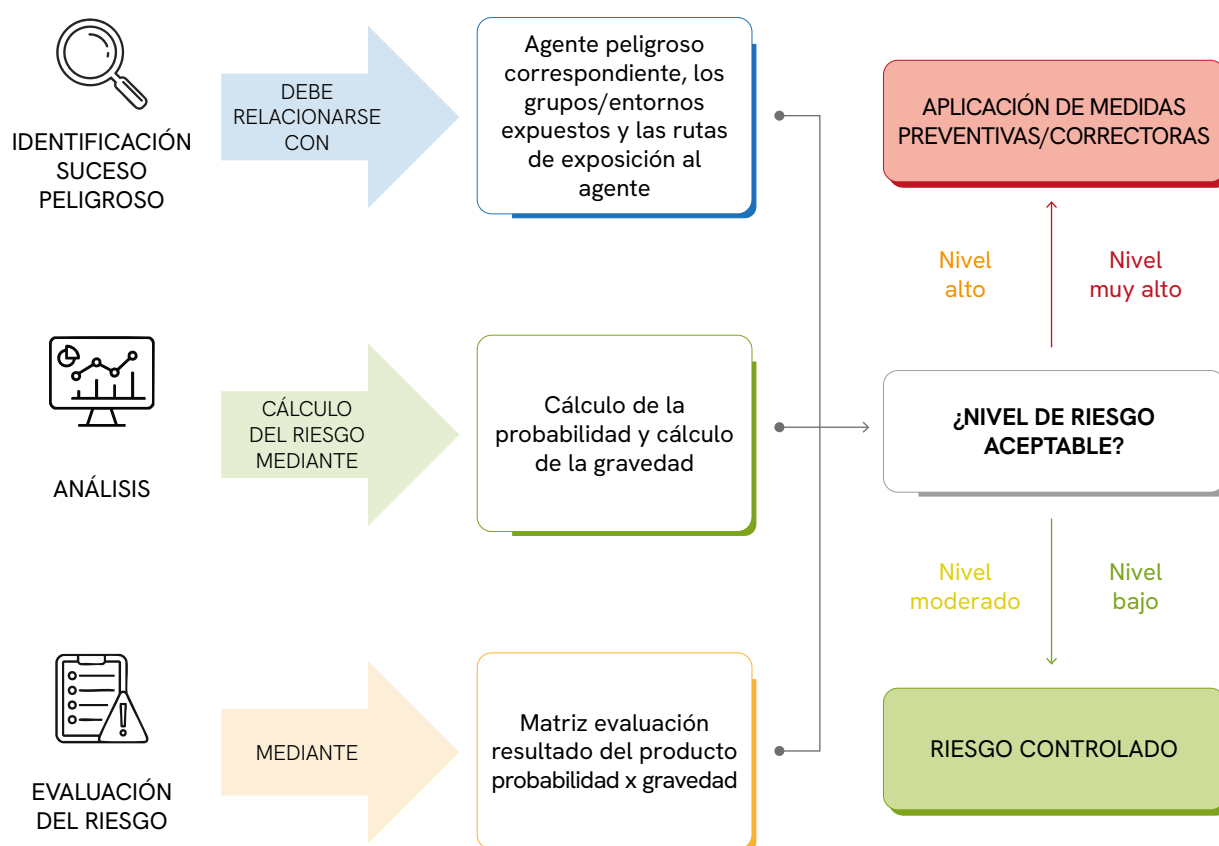 IDENTIFICACIÓN
SUCESO
PELIGROSO
DEBE
RELACIONARSE
CON
Agente peligroso
correspondiente, los
grupos/entornos
expuestos y las rutas
de exposición al
agente
ANÁLISIS
CÁLCULO
DEL RIESGO
MEDIANTE
Cálculo de la
probabilidad y cálculo
de la gravedad
EVALUACIÓN
DEL RIESGO
MEDIANTE
Matriz evaluación
resultado del producto
probabilidad x gravedad
APLICACIÓN DE MEDIDAS
PREVENTIVAS/CORRECTORAS
Nivel
alto
Nivel
muy alto
¿NIVEL DE RIESGO
ACEPTABLE?
Nivel
moderado
Nivel
bajo
RIESGO CONTROLADO